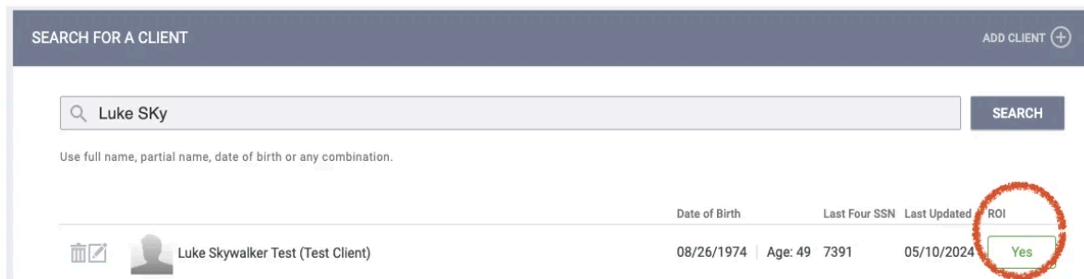 SEARCH FOR A CLIENT ADD CLIENT
Luke SKy SEARCH
Use full name, partial name, date of birth or any combination.
Date of Birth Last Four SSN Last Updated ROI
Luke Skywalker Test (Test Client) 08/26/1974 Age: 49 7391 05/10/2024 Yes